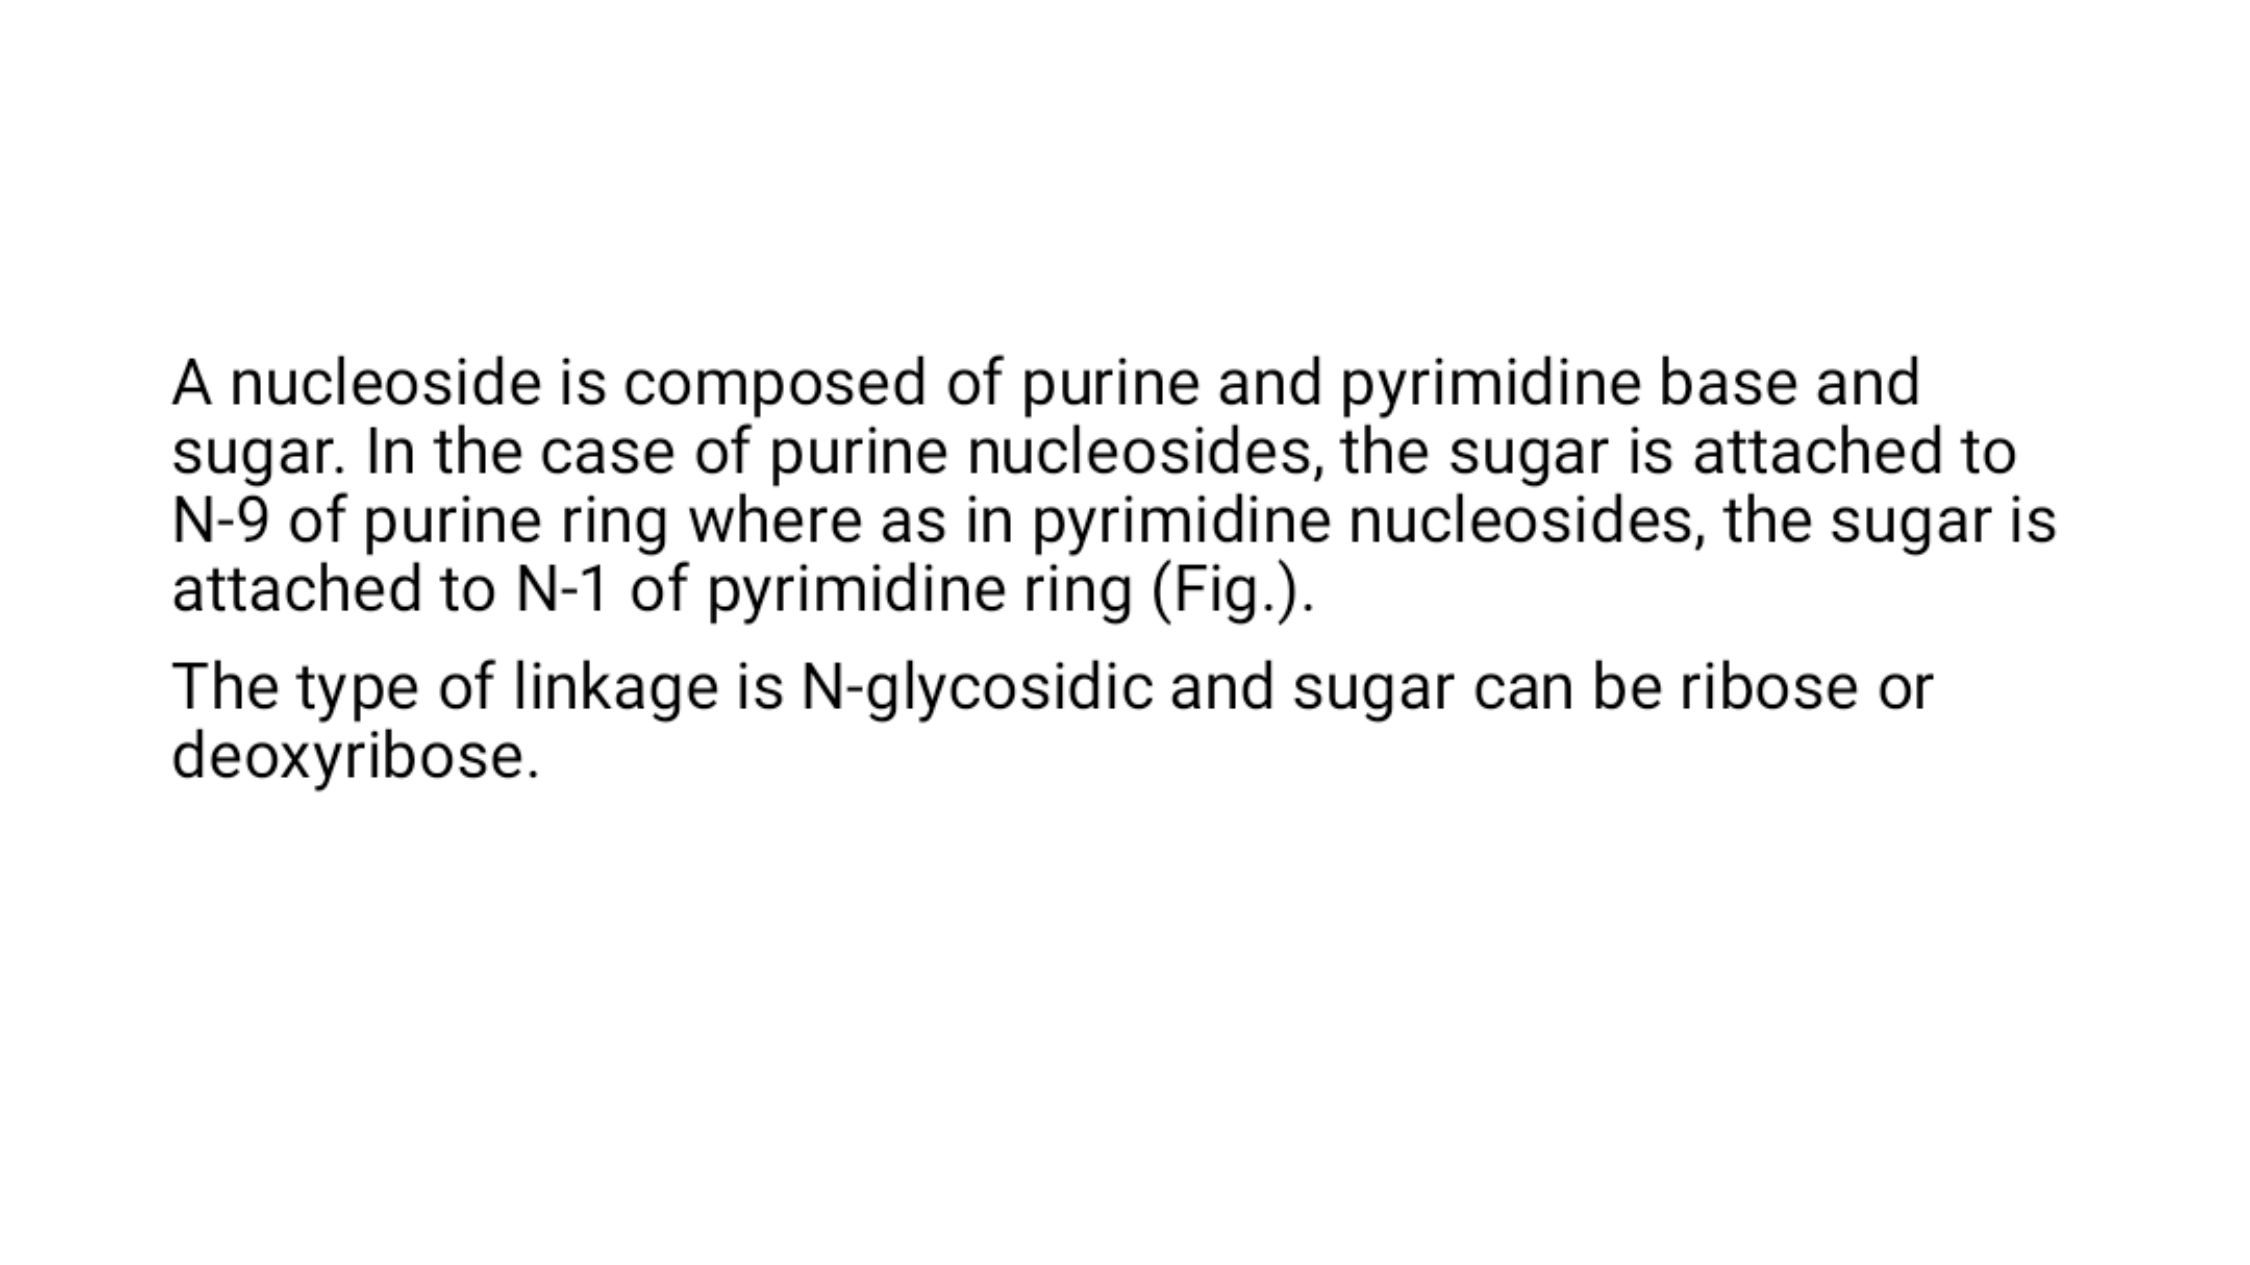 A nucleoside is composed of purine and pyrimidine base and
sugar. In the case of purine nucleosides, the sugar is attached to
N-9 of purine ring where as in pyrimidine nucleosides, the sugar is
attached to N-1 of pyrimidine ring (Fig.).
The type of linkage is N-glycosidic and sugar can be ribose or
deoxyribose.